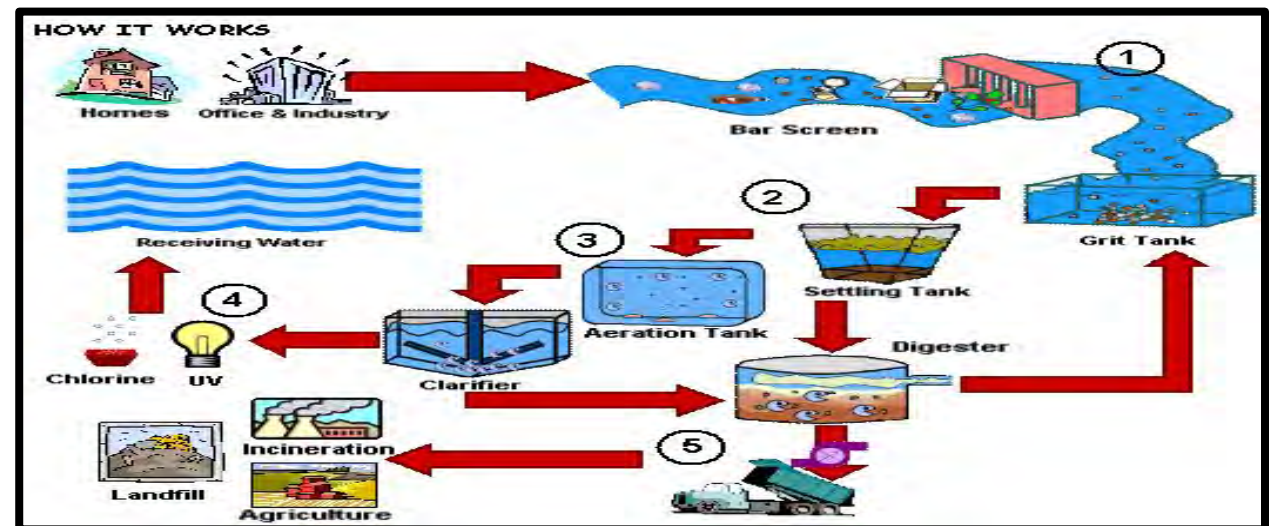 HOW IT WORKS
Homes
Office & Industry
1
Bar Screen
Grit Tank
2
Settling Tank
3
Aeration Tank
Receiving Water
4
Chlorine
UV
Clarifier
Digester
5
Incineration
Landfill
Agriculture